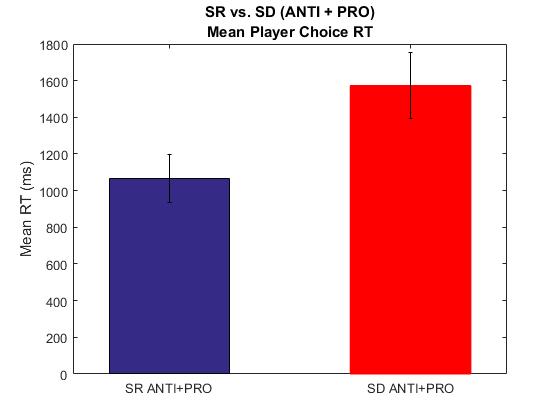 SR vs. SD (ANTI + PRO)
Mean Player Choice RT
1800
1600
1400
1200
1000
800
600
400
200
0
Mean RT (ms)
SR ANTI+PRO
SD ANTI+PRO